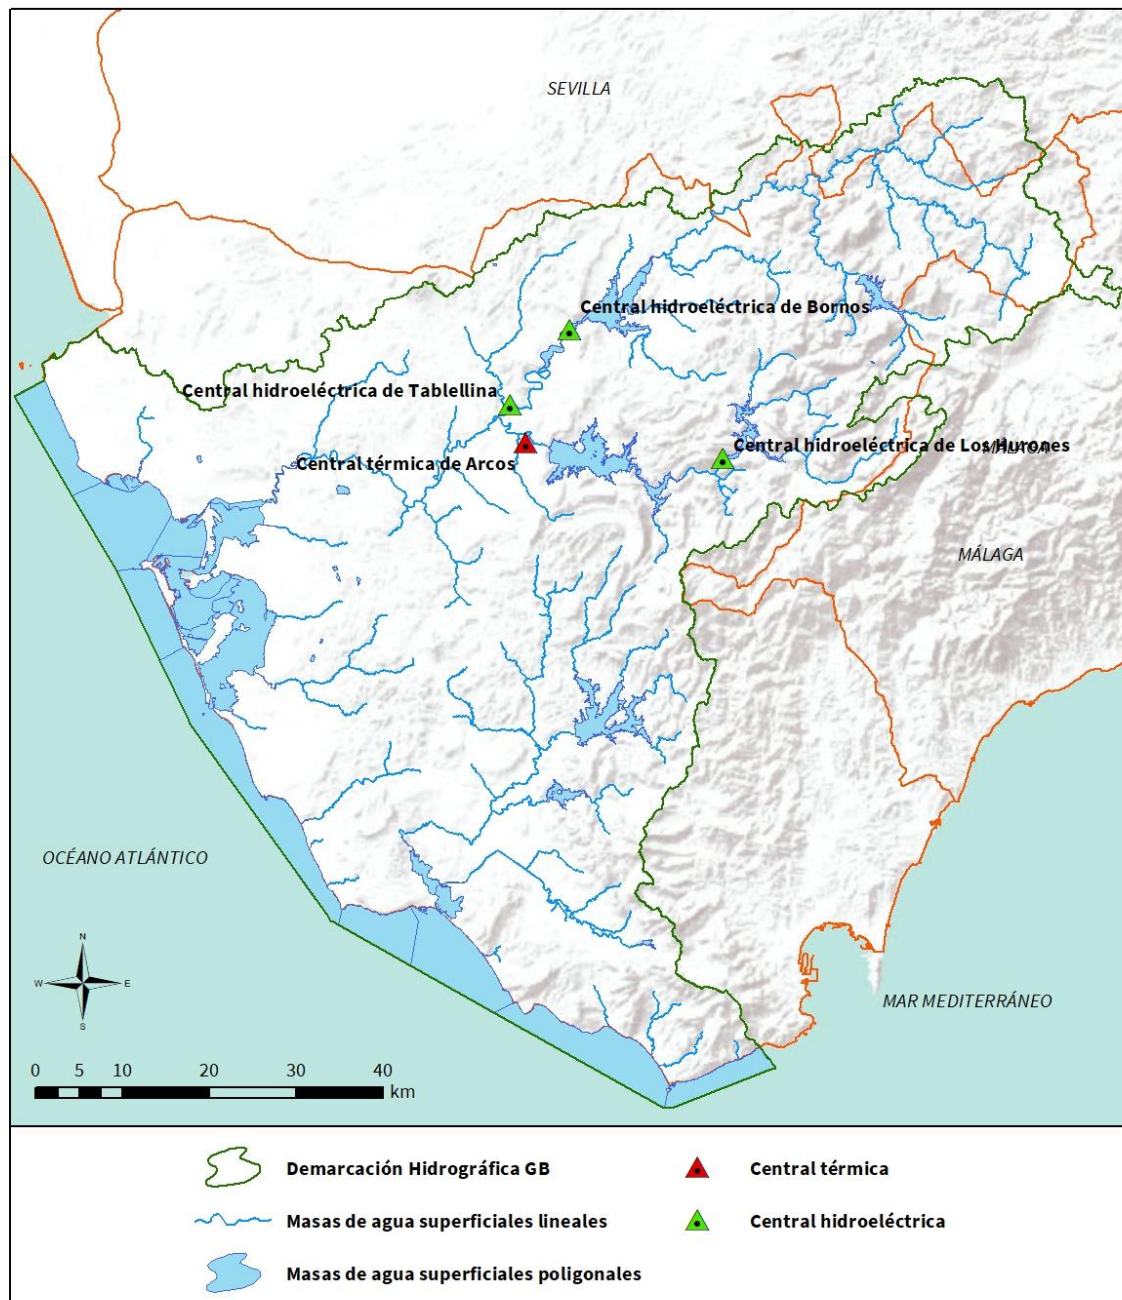 SEVILLA
Central hidroeléctrica de Bornos
Central hidroeléctrica de Tablellina
Central hidroeléctrica de Los Hurones
MÁLAGA
Central térmica de Arcos
MÁLAGA
OCÉANO ATLÁNTICO
N
W
E
S
MAR MEDITERRÁNEO
0 5 10 20 30 40
km
Demarcación Hidrográfica GB
Central térmica
Masas de agua superficiales lineales
Central hidroeléctrica
Masas de agua superficiales poligonales